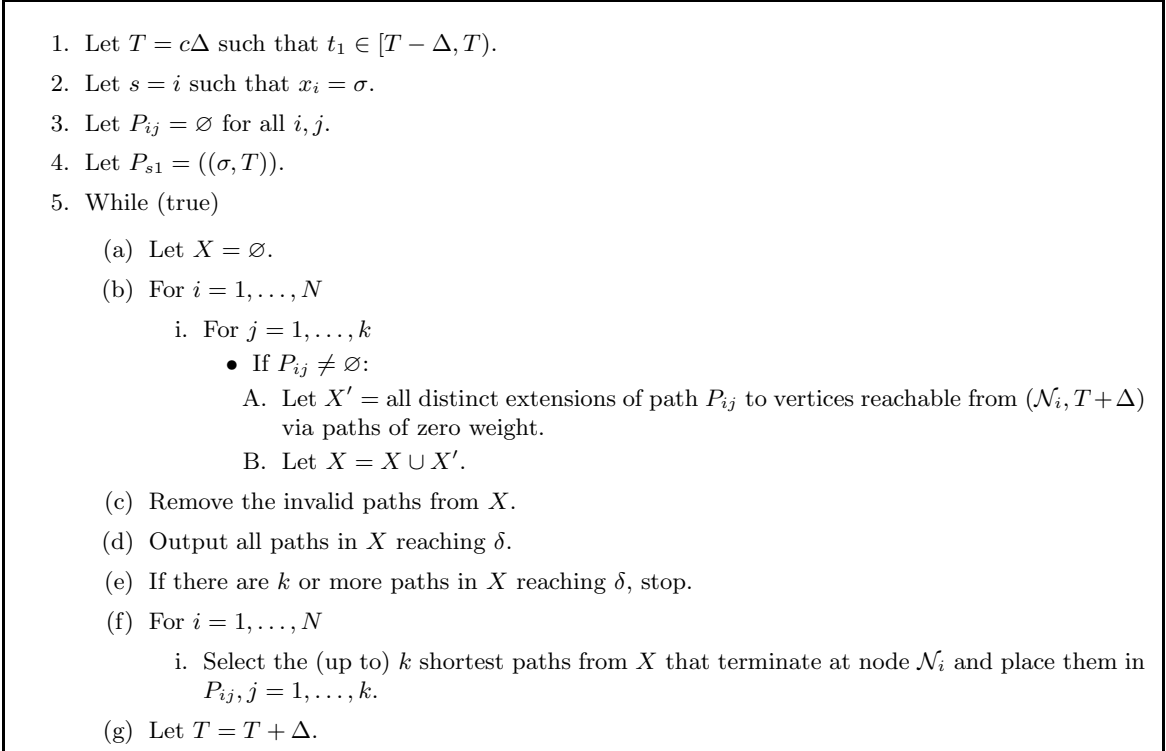 1. Let T = cΔ such that t₁ ∈ [T − Δ, T).
2. Let s = i such that xᵢ = σ.
3. Let Pᵢⱼ = ∅ for all i, j.
4. Let Pₛ₁ = ((σ, T)).
5. While (true)
(a) Let X = ∅.
(b) For i = 1, . . . , N
i. For j = 1, . . . , k
• If Pᵢⱼ ≠ ∅:
A. Let X′ = all distinct extensions of path Pᵢⱼ to vertices reachable from (𝒩ᵢ, T + Δ)
via paths of zero weight.
B. Let X = X ∪ X′.
(c) Remove the invalid paths from X.
(d) Output all paths in X reaching δ.
(e) If there are k or more paths in X reaching δ, stop.
(f) For i = 1, . . . , N
i. Select the (up to) k shortest paths from X that terminate at node 𝒩ᵢ and place them in
Pᵢⱼ, j = 1, . . . , k.
(g) Let T = T + Δ.